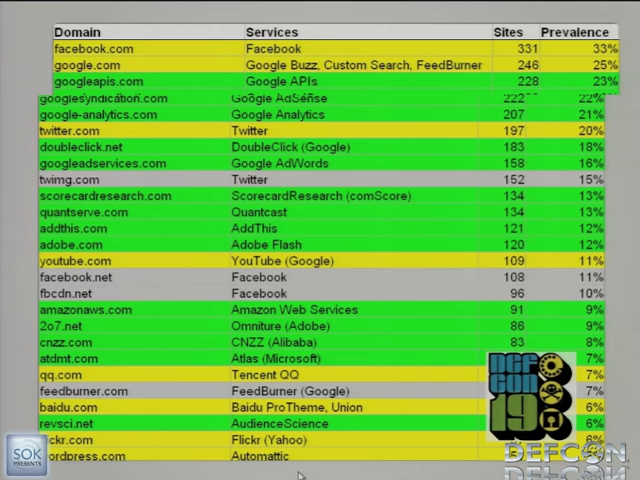 Domain Services Sites Prevalence
facebook.com Facebook 331 33%
google.com Google Buzz, Custom Search, FeedBurner 246 25%
googleapis.com Google APIs 228 23%
googlesyndication.com Google AdSense 222 22%
google-analytics.com Google Analytics 207 21%
twitter.com Twitter 197 20%
doubleclick.net DoubleClick (Google) 183 18%
googleadservices.com Google AdWords 158 16%
twimg.com Twitter 152 15%
scorecardresearch.com ScorecardResearch (comScore) 134 13%
quantserve.com Quantcast 134 13%
addthis.com AddThis 121 12%
adobe.com Adobe Flash 120 12%
youtube.com YouTube (Google) 109 11%
facebook.net Facebook 108 11%
fbcdn.net Facebook 96 10%
amazonaws.com Amazon Web Services 91 9%
2o7.net Omniture (Adobe) 86 9%
cnzz.com CNZZ (Alibaba) 83 8%
atdmt.com Atlas (Microsoft) 7%
qq.com Tencent QQ 7%
feedburner.com FeedBurner (Google) 7%
baidu.com Baidu ProTheme, Union 6%
revsci.net AudienceScience 6%
flickr.com Flickr (Yahoo) 6%
wordpress.com Automattic
DEFCON
19
SOK
PRESENTS
DEFCON